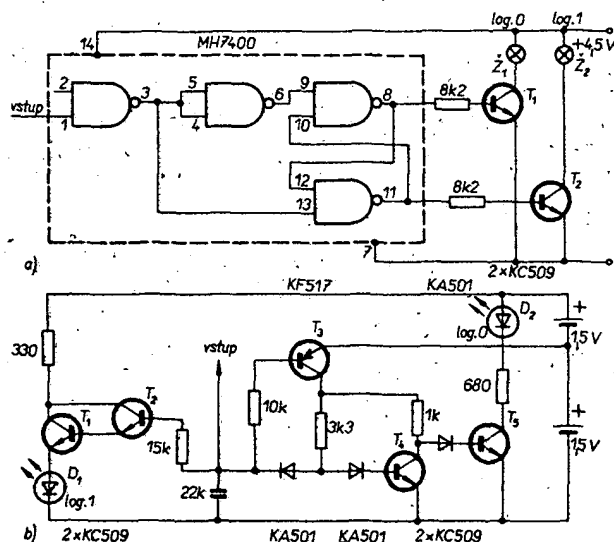 log.0 log.1
14 MH7400 +4,5V
Ž1 Ž2
2 3 5 6 9 8 8k2 T1
vstup 1 4 10
12 11 8k2 T2
13
7
a) 2×KC509
KF517 KA501
D2 +
T3 log.0 1,5V
330 vstup
+
T2 10k 680
T1 3k3 1k T5 1,5V
15k T4
D1
log.1 22k
b) 2×KC509 KA501 KA501 2×KC509